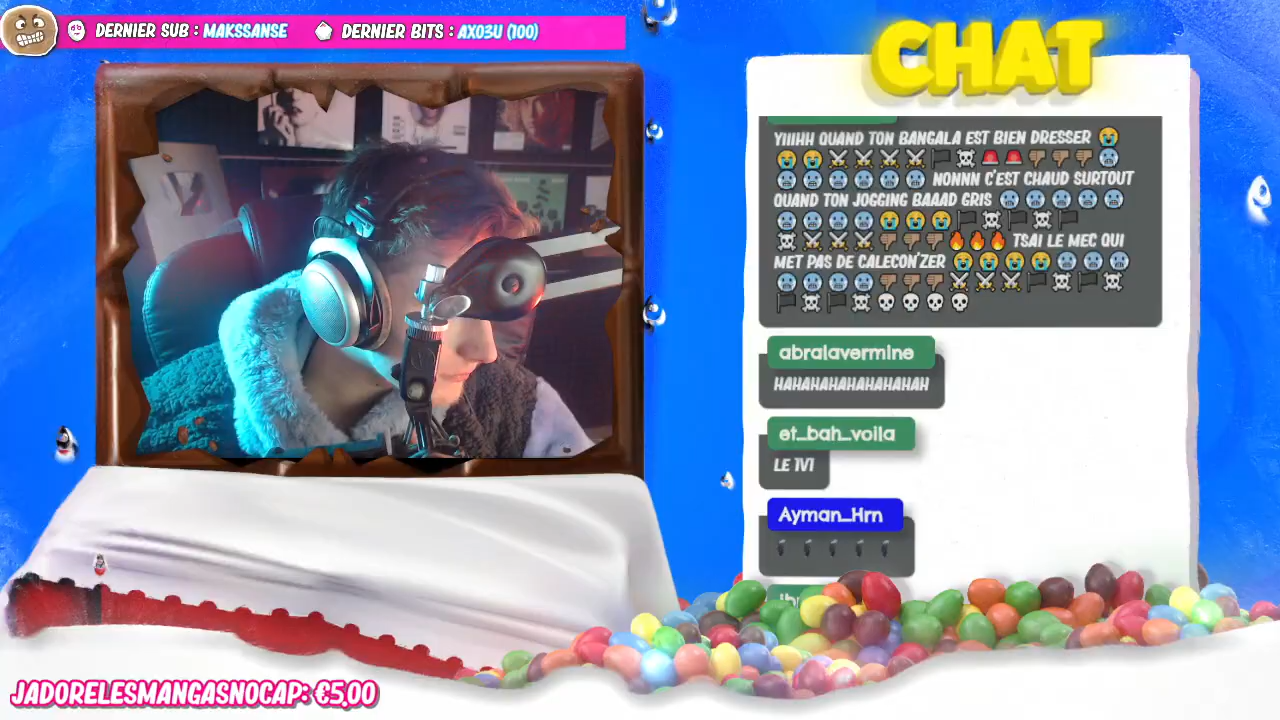 DERNIER SUB : MAKSSANSE
DERNIER BITS : AXO3U (100)
CHAT
YIIIHH QUAND TON BANGALA EST BIEN DRESSER 😭
😭😭⚔⚔⚔⚔🏴☠🚨🚨👎🏾👎🏾👎🏾🥶
🥶🥶🥶🥶🥶🥶 NONNN C'EST CHAUD SURTOUT
QUAND TON JOGGING BAAAD GRIS 🥶🥶🥶🥶🥶
🥶🥶🥶🥶😭😭😭🏴☠🏴☠🏴
☠⚔⚔⚔👎🏾👎🏾👎🏾🔥🔥🔥 TSAI LE MEC QUI
MET PAS DE CALECON'ZER 😭😭😭😭🥶🥶🥶
🥶🥶🥶🥶👎🏾👎🏾👎🏾⚔⚔⚔🏴☠🏴☠
🏴☠🏴☠💀💀💀💀
abralavermine
HAHAHAHAHAHAHAHAH
et_bah_voila
LE 1V1
Ayman_Hrn
JADORELESMANGASNOCAP: €5,00